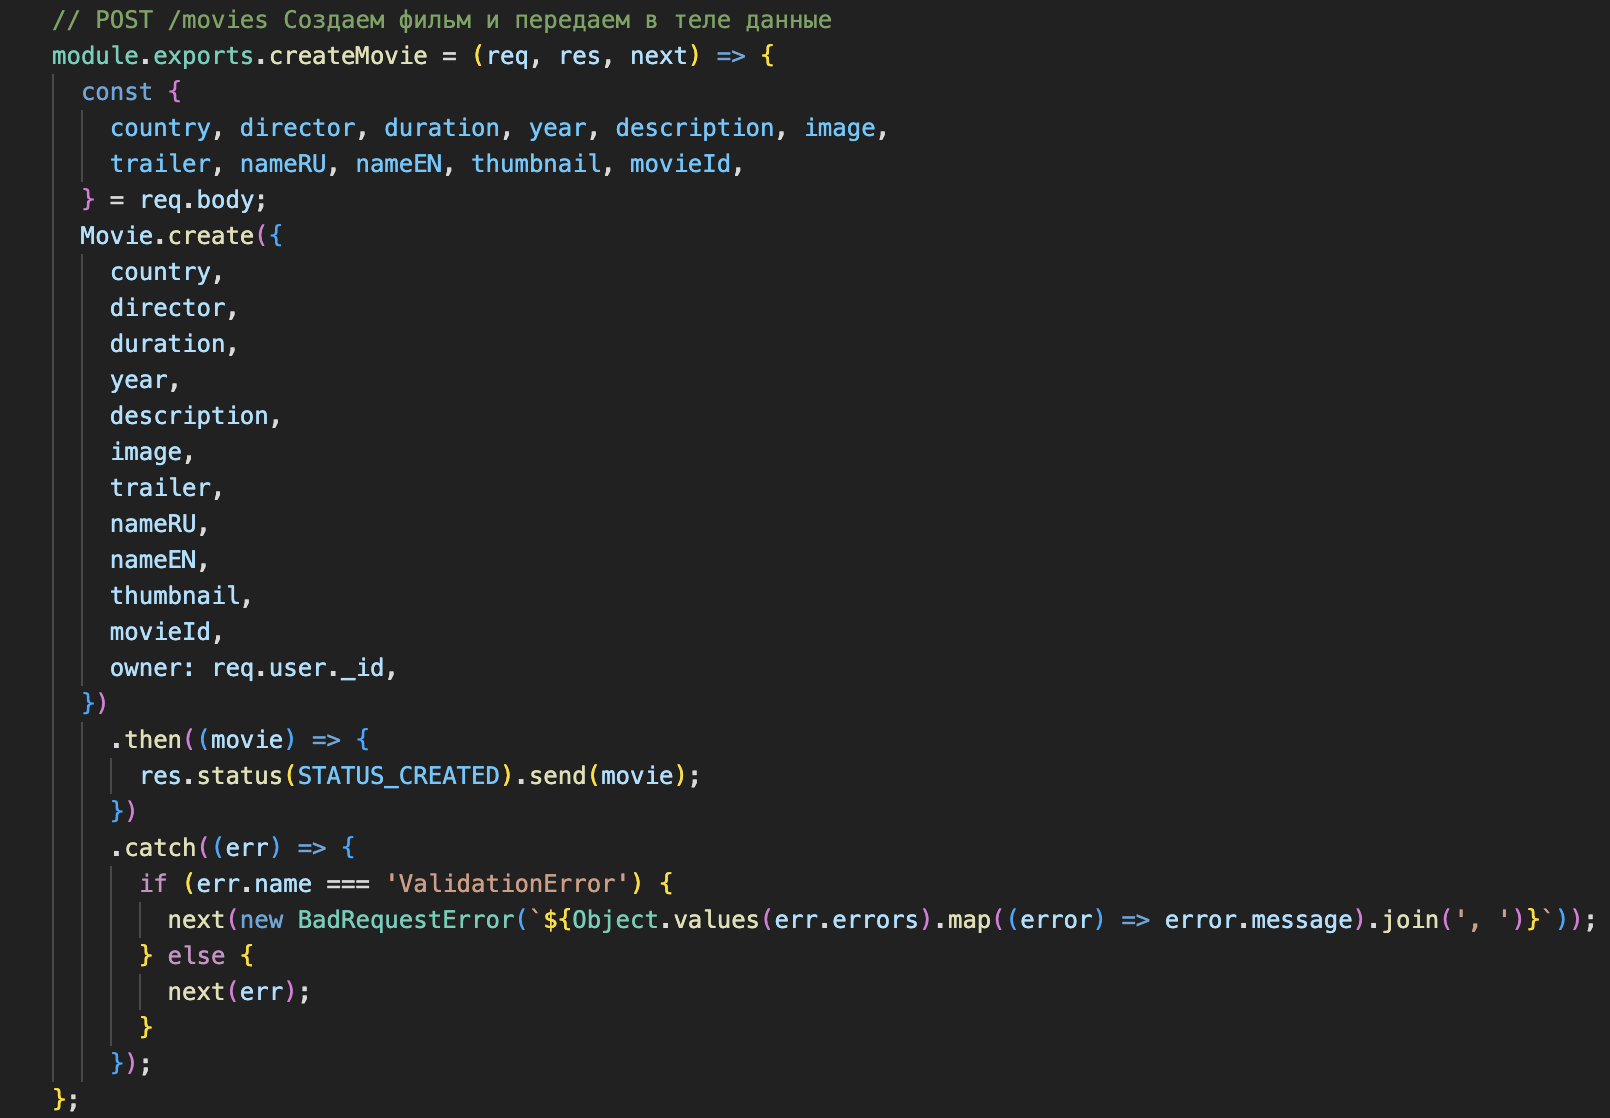 // POST /movies Создаем фильм и передаем в теле данные
module.exports.createMovie = (req, res, next) => {
  const {
    country, director, duration, year, description, image,
    trailer, nameRU, nameEN, thumbnail, movieId,
  } = req.body;
  Movie.create({
    country,
    director,
    duration,
    year,
    description,
    image,
    trailer,
    nameRU,
    nameEN,
    thumbnail,
    movieId,
    owner: req.user._id,
  })
    .then((movie) => {
      res.status(STATUS_CREATED).send(movie);
    })
    .catch((err) => {
      if (err.name === 'ValidationError') {
        next(new BadRequestError(`${Object.values(err.errors).map((error) => error.message).join(', ')}`));
      } else {
        next(err);
      }
    });
};